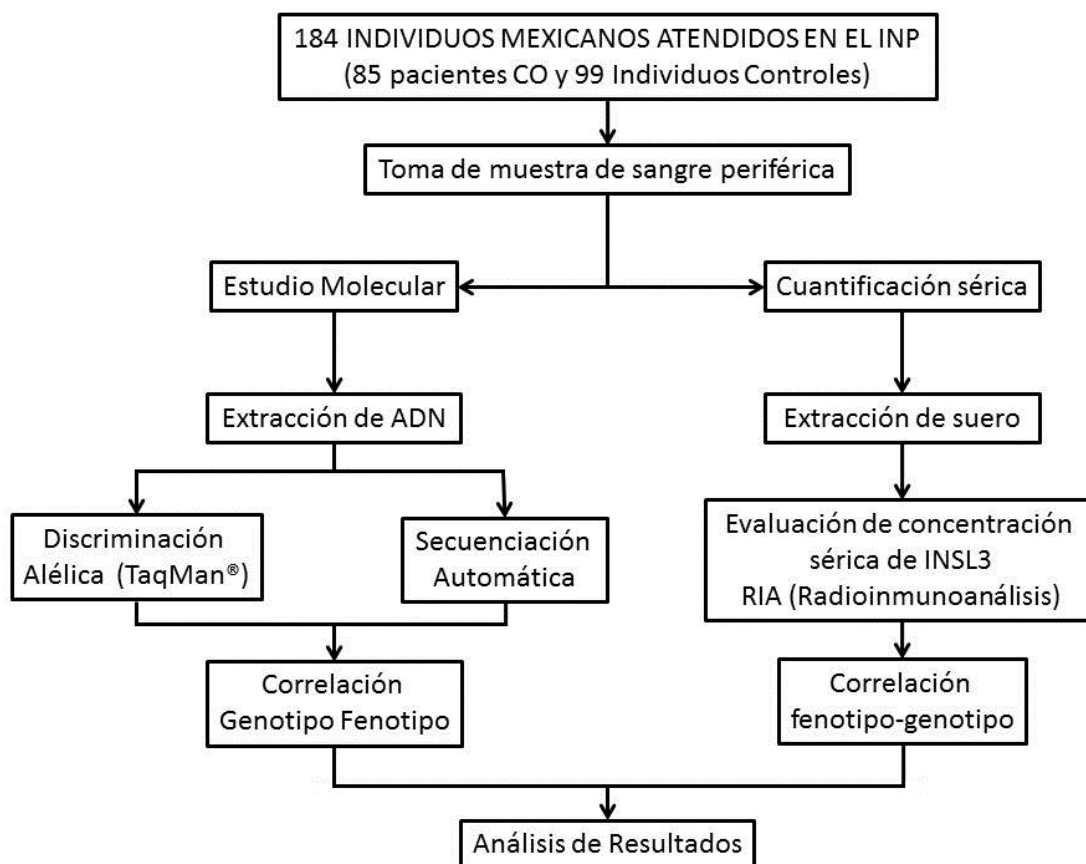 184 INDIVIDUOS MEXICANOS ATENDIDOS EN EL INP
(85 pacientes CO y 99 Individuos Controles)
Toma de muestra de sangre periférica
Estudio Molecular
Cuantificación sérica
Extracción de ADN
Extracción de suero
Discriminación
Alélica (TaqMan®)
Secuenciación
Automática
Evaluación de concentración
sérica de INSL3
RIA (Radioinmunoanálisis)
Correlación
Genotipo Fenotipo
Correlación
fenotipo-genotipo
Análisis de Resultados